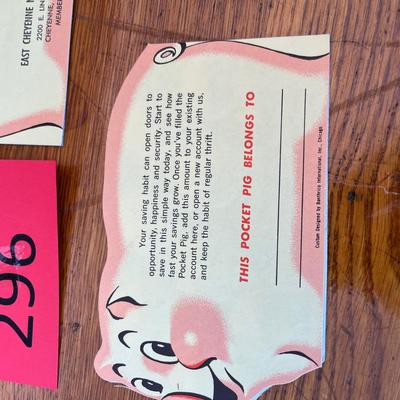 EAST CHEYENNE N
2200 E. LIN
CHEYENNE,
MEMBE
Your saving habit can open doors to
opportunity, happiness and security. Start to
save in this simple way today, and see how
fast your savings grow. Once you've filled the
Pocket Pig, add this amount to your existing
account here, or open a new account with us,
and keep the habit of regular thrift.
THIS POCKET PIG BELONGS TO
Custom Designed by Banthrico International, Inc., Chicago
296